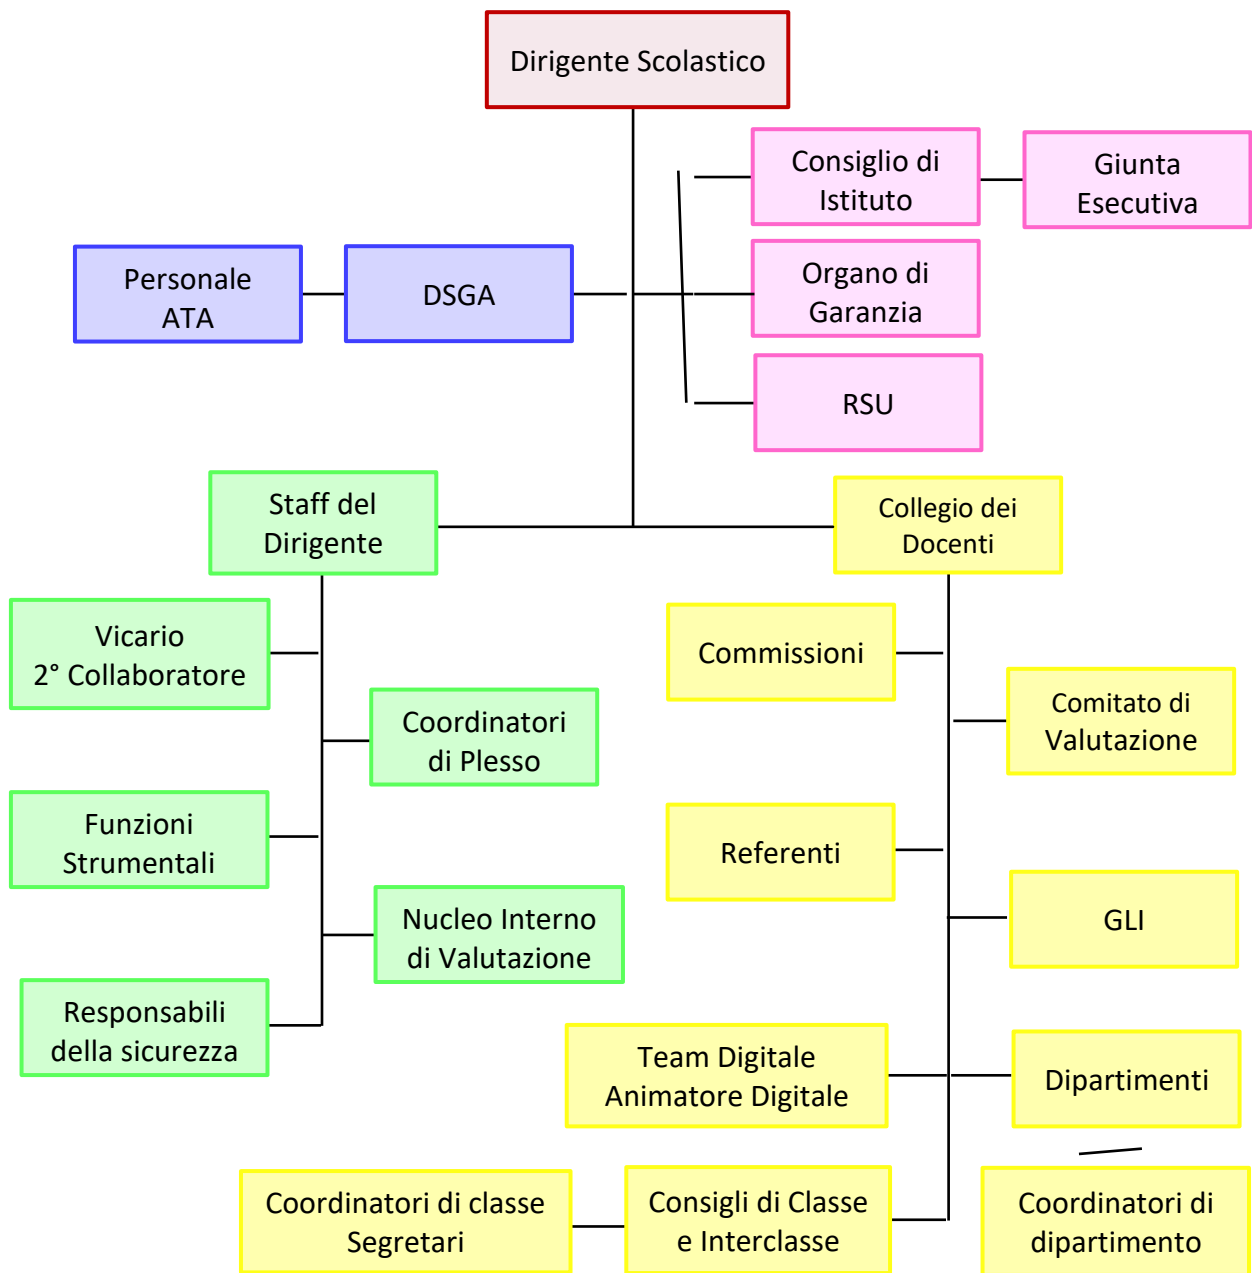 Dirigente Scolastico
Consiglio di
Istituto
Giunta
Esecutiva
Personale
ATA
DSGA
Organo di
Garanzia
RSU
Staff del
Dirigente
Collegio dei
Docenti
Vicario
2° Collaboratore
Commissioni
Coordinatori
di Plesso
Comitato di
Valutazione
Funzioni
Strumentali
Referenti
Nucleo Interno
di Valutazione
GLI
Responsabili
della sicurezza
Team Digitale
Animatore Digitale
Dipartimenti
Coordinatori di classe
Segretari
Consigli di Classe
e Interclasse
Coordinatori di
dipartimento